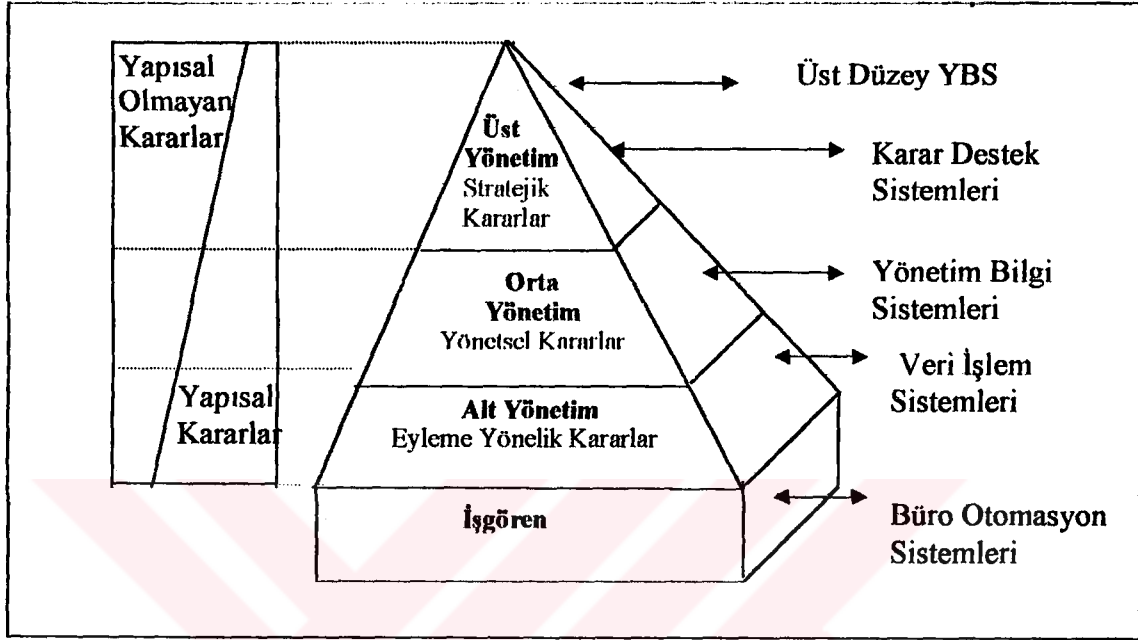 Yapısal
Olmayan
Kararlar
Yapısal
Kararlar
Üst
Yönetim
Stratejik
Kararlar
Orta
Yönetim
Yönetsel Kararlar
Alt Yönetim
Eyleme Yönelik Kararlar
İşgören
Üst Düzey YBS
Karar Destek
Sistemleri
Yönetim Bilgi
Sistemleri
Veri İşlem
Sistemleri
Büro Otomasyon
Sistemleri